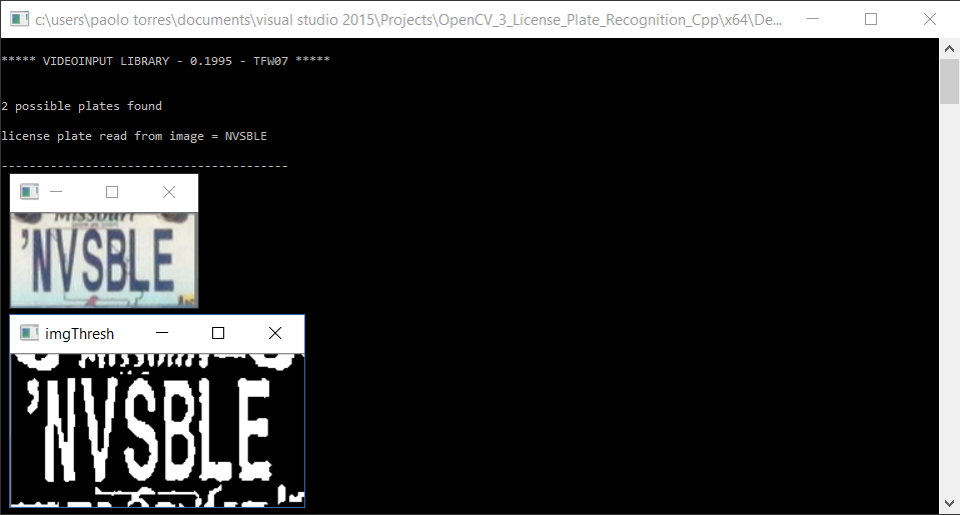 c:\users\paolo torres\documents\visual studio 2015\Projects\OpenCV_3_License_Plate_Recognition_Cpp\x64\De...
***** VIDEOINPUT LIBRARY - 0.1995 - TFW07 *****
2 possible plates found
license plate read from image = NVSBLE
-----------------------------------------
Missouri
'NVSBLE
imgThresh
'NVSBLE